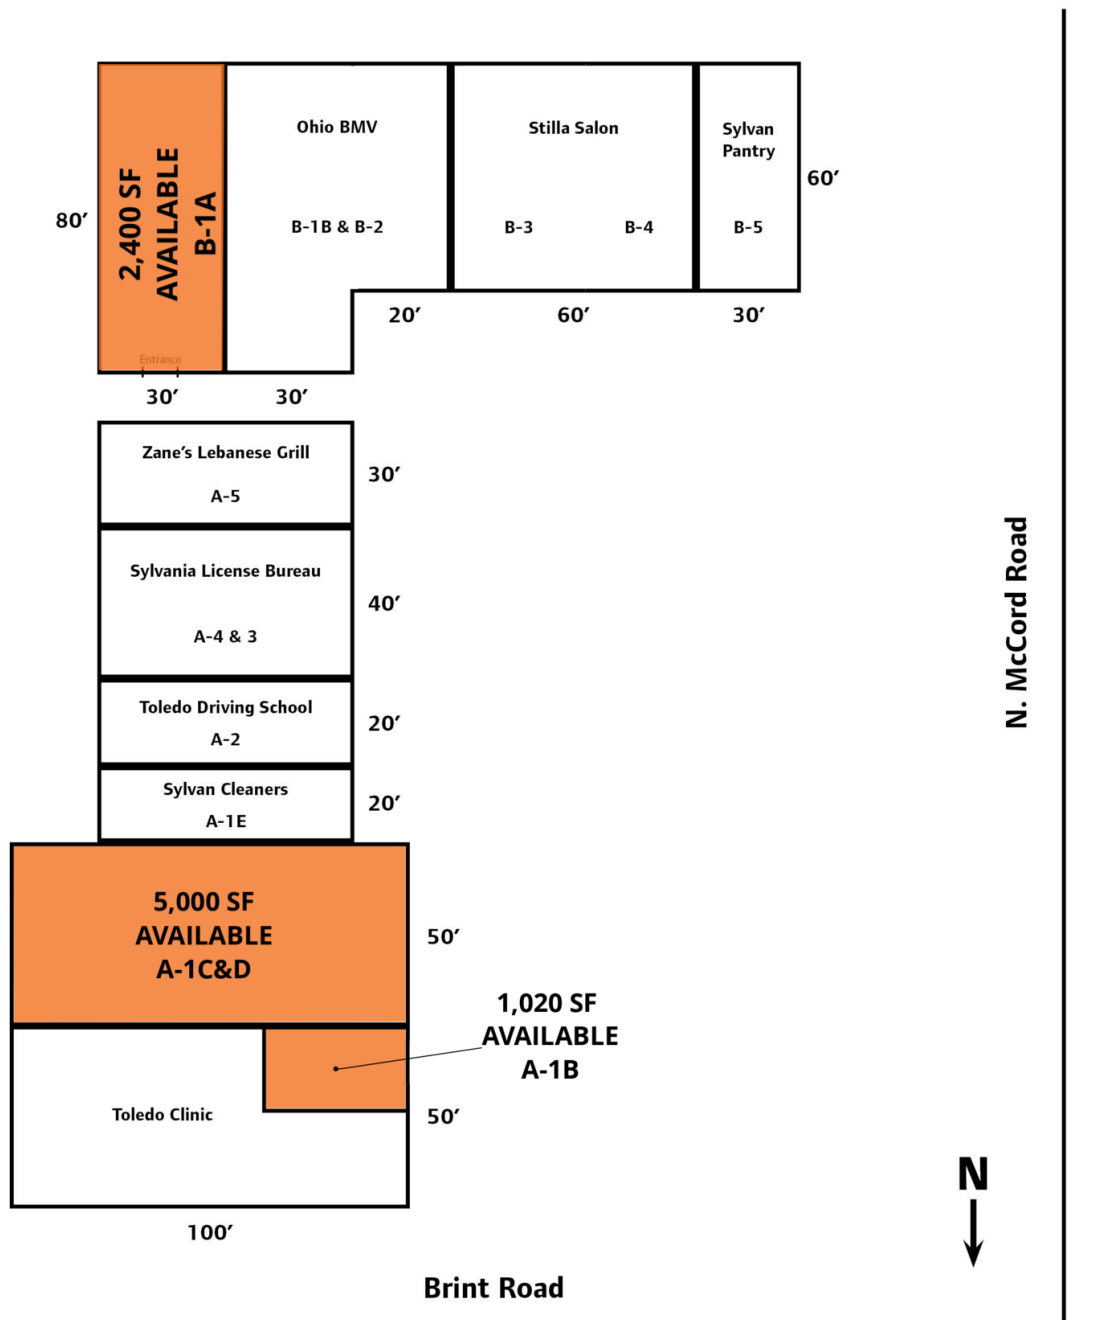 2,400 SF
AVAILABLE
B-1A
Entrance
80′
30′
Ohio BMV
B-1B & B-2
30′
20′
Stilla Salon
B-3
B-4
60′
Sylvan
Pantry
B-5
60′
30′
Zane’s Lebanese Grill
A-5
30′
Sylvania License Bureau
A-4 & 3
40′
Toledo Driving School
A-2
20′
Sylvan Cleaners
A-1E
20′
5,000 SF
AVAILABLE
A-1C&D
50′
1,020 SF
AVAILABLE
A-1B
Toledo Clinic
50′
100′
N. McCord Road
N
Brint Road